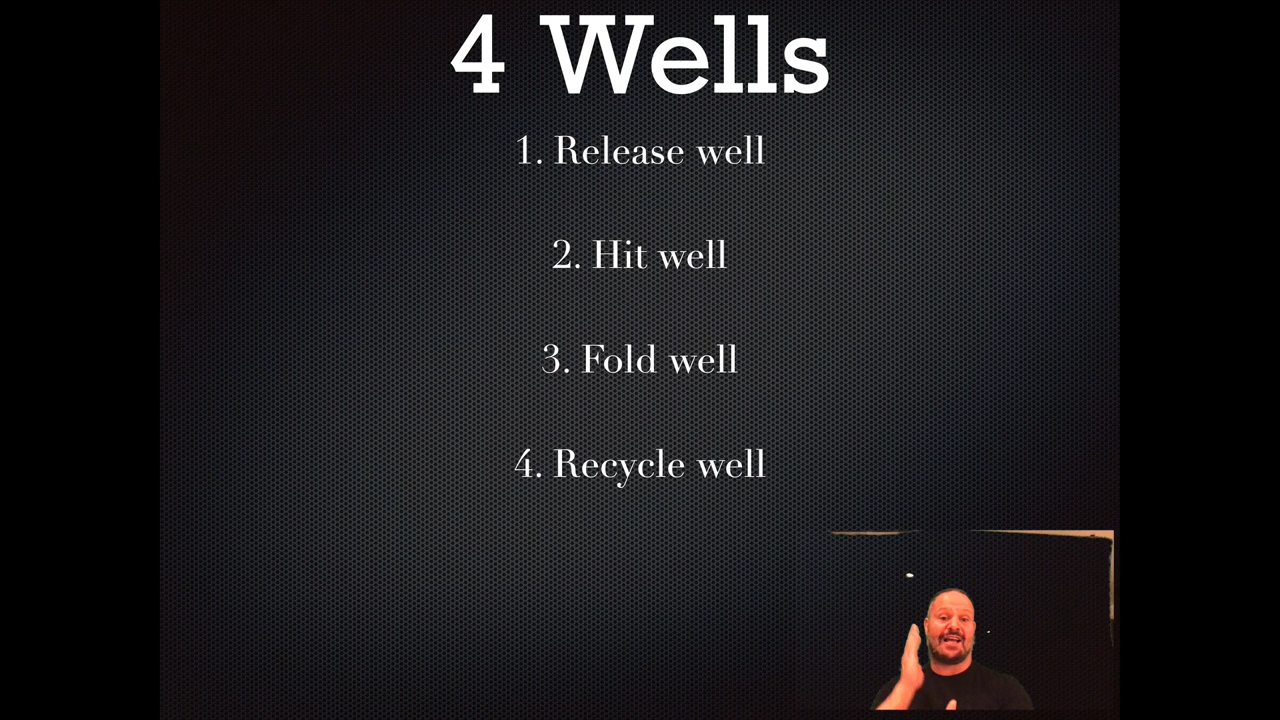 4 Wells
1. Release well
2. Hit well
3. Fold well
4. Recycle well